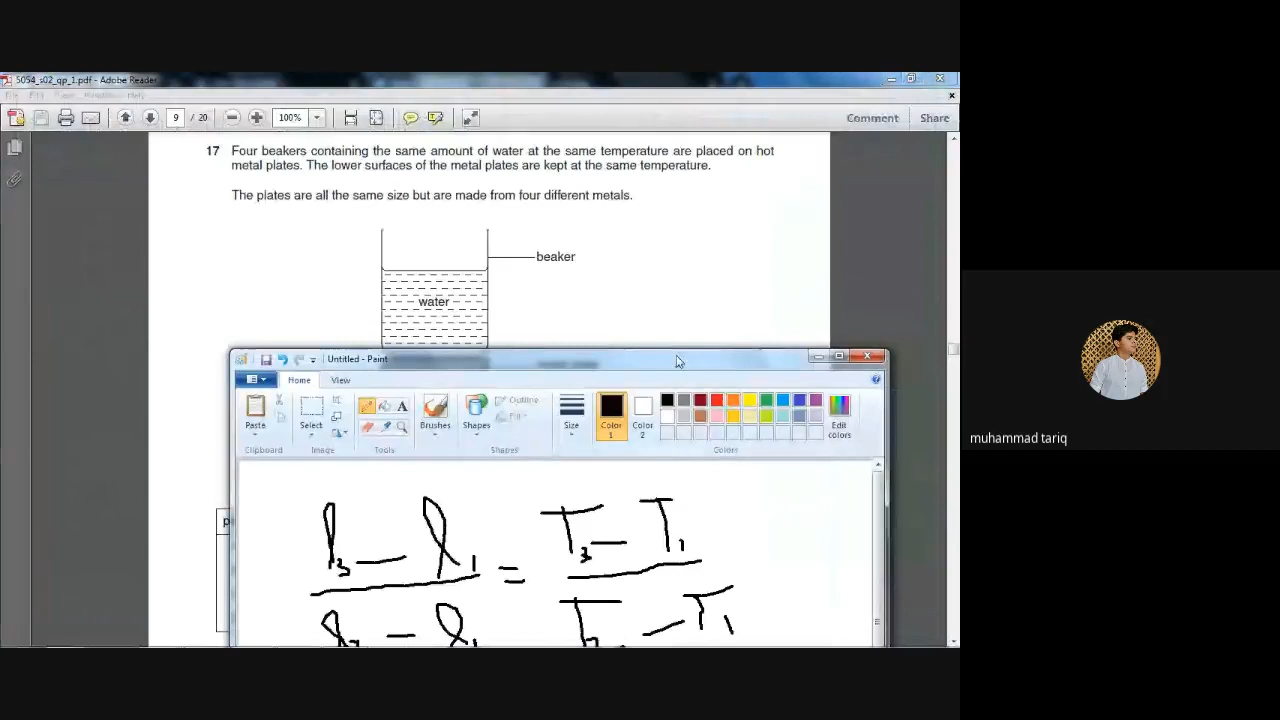 5054_s02_qp_1.pdf - Adobe Reader
9 / 20 100% Comment Share
17 Four beakers containing the same amount of water at the same temperature are placed on hot
metal plates. The lower surfaces of the metal plates are kept at the same temperature.
The plates are all the same size but are made from four different metals.
beaker
water
Untitled - Paint
Home View
Paste Select Brushes Shapes Outline Fill Size Color 1 Color 2 Edit colors
Clipboard Image Tools Shapes Colors
l3 - l1 = T3 - T1
- l1 - T1
p
muhammad tariq